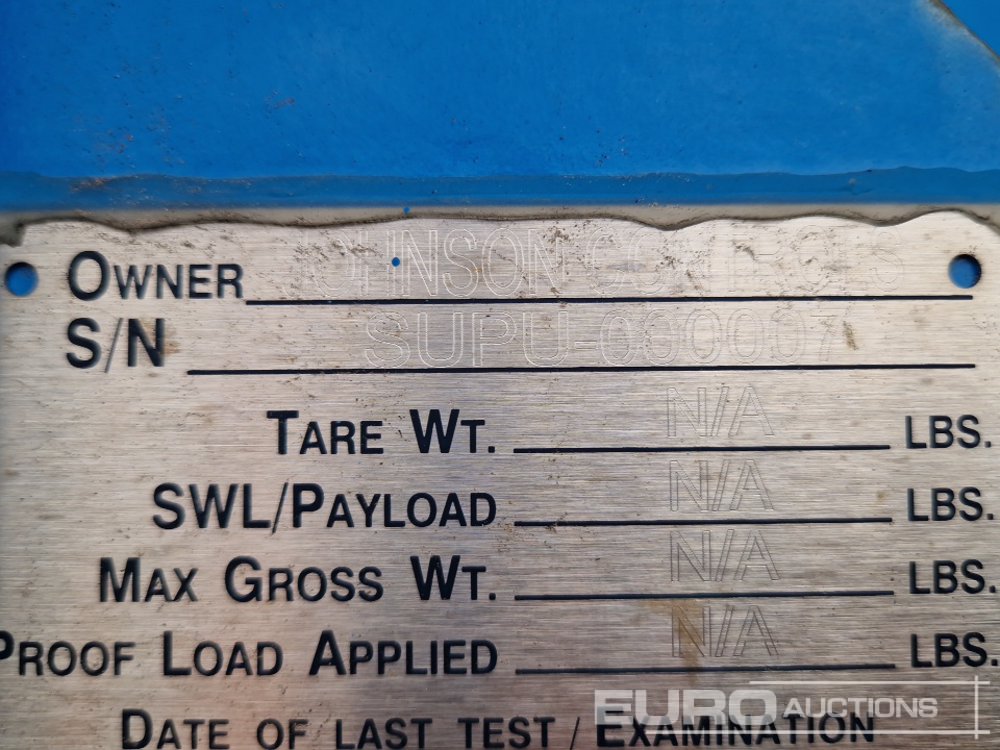 OWNER JOHNSON CONTROLS
S/N SUPU-000007
TARE WT. N/A LBS.
SWL/PAYLOAD N/A LBS.
MAX GROSS WT. N/A LBS.
PROOF LOAD APPLIED N/A LBS.
DATE OF LAST TEST / EXAMINATION
EURO AUCTIONS